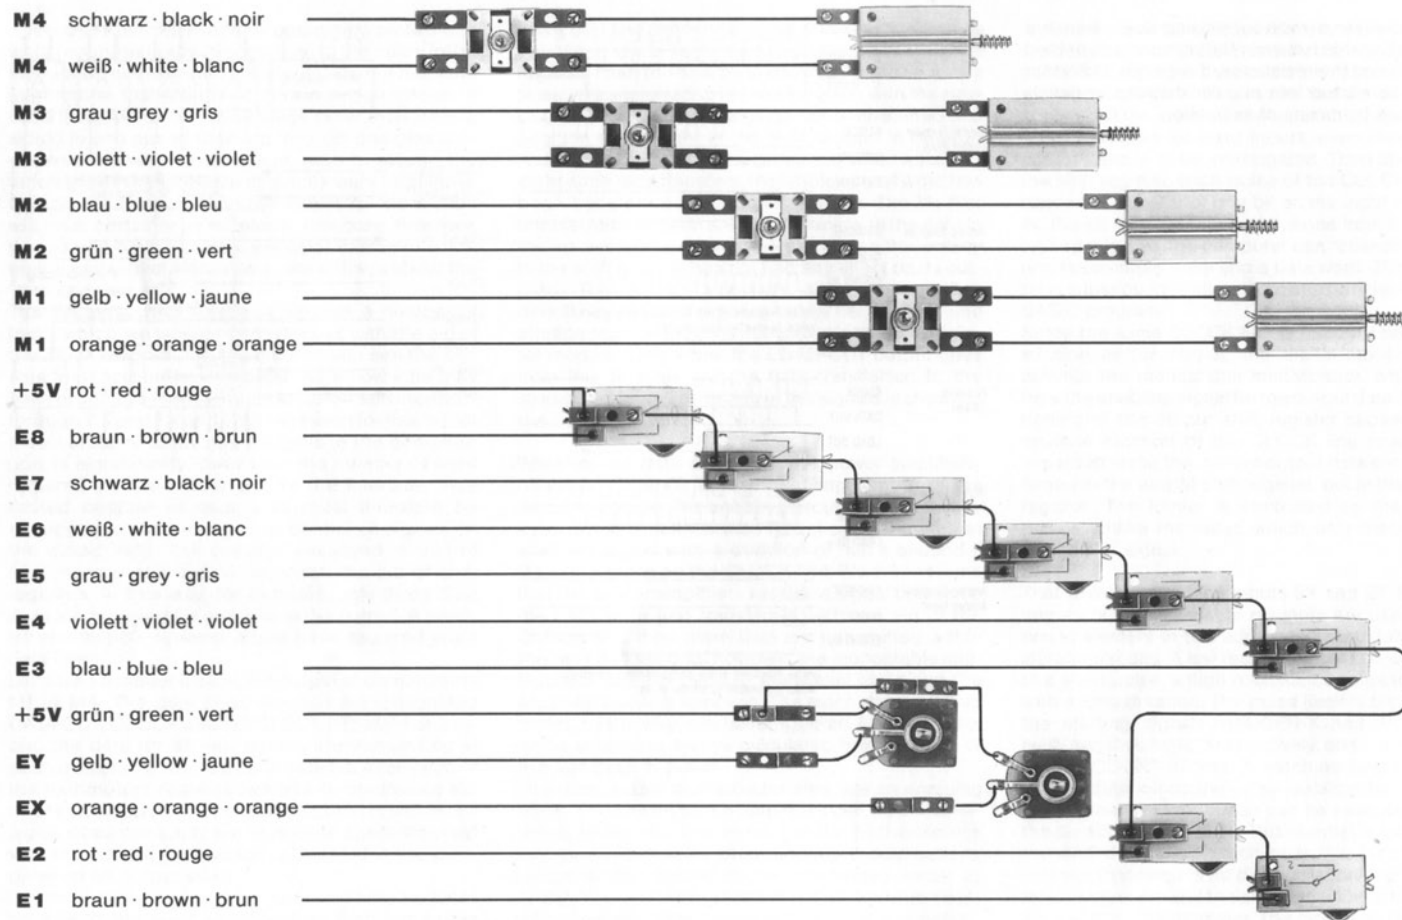 M4 schwarz · black · noir
M4 weiß · white · blanc
M3 grau · grey · gris
M3 violett · violet · violet
M2 blau · blue · bleu
M2 grün · green · vert
M1 gelb · yellow · jaune
M1 orange · orange · orange
+5V rot · red · rouge
E8 braun · brown · brun
E7 schwarz · black · noir
E6 weiß · white · blanc
E5 grau · grey · gris
E4 violett · violet · violet
E3 blau · blue · bleu
+5V grün · green · vert
EY gelb · yellow · jaune
EX orange · orange · orange
E2 rot · red · rouge
E1 braun · brown · brun